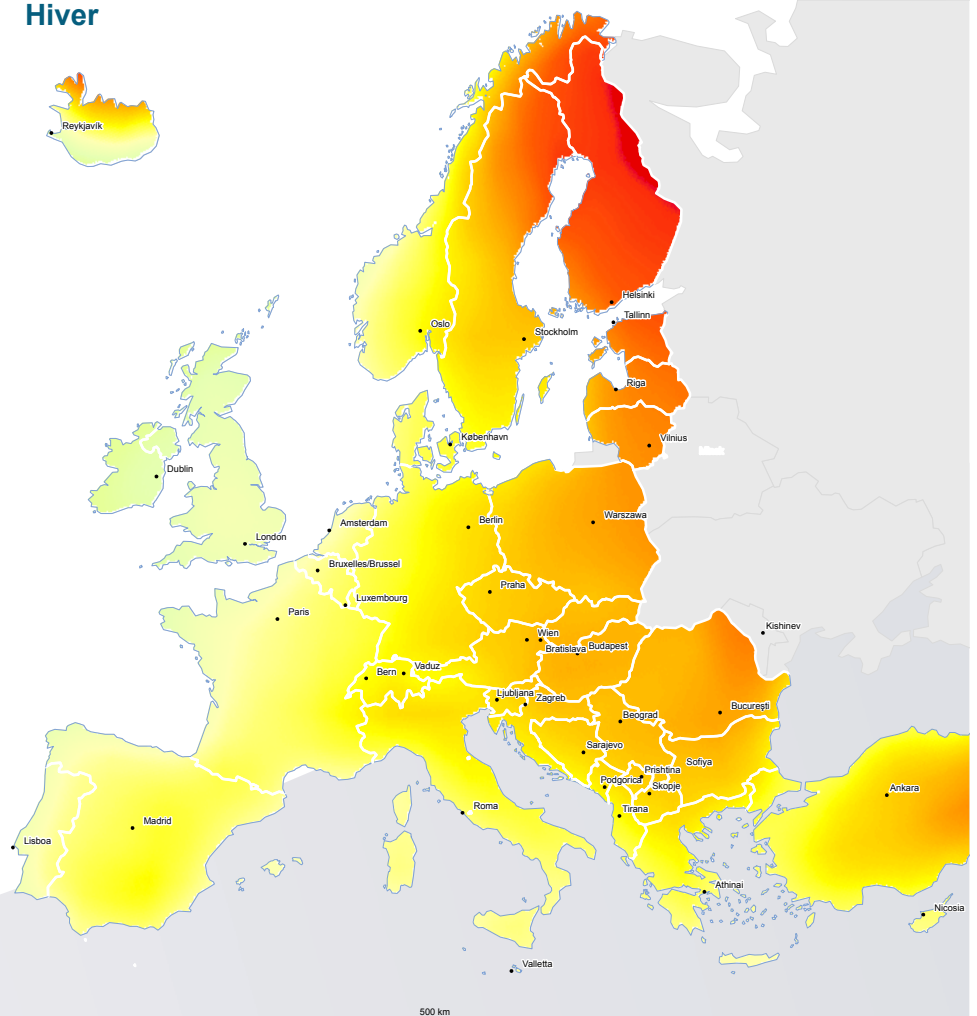 Hiver
Reykjavík
Helsinki
Tallinn
Oslo
Stockholm
Riga
København
Vilnius
Dublin
Amsterdam
Berlin
Warszawa
London
Bruxelles/Brussel
Praha
Luxembourg
Paris
Wien
Kishinev
Bratislava
Budapest
Bern
Vaduz
Ljubljana
Zagreb
Beograd
Bucureşti
Sarajevo
Sofiya
Prishtina
Podgorica
Skopje
Ankara
Roma
Tirana
Madrid
Lisboa
Athinai
Nicosia
Valletta
500 km